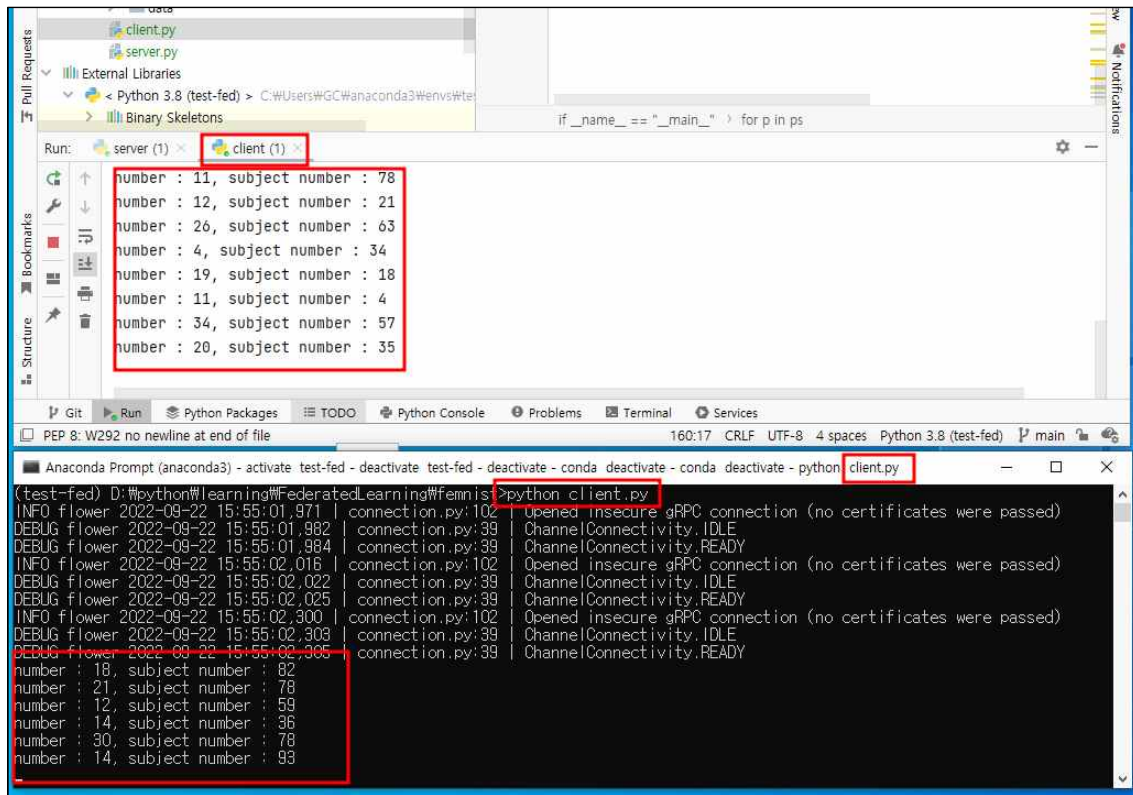 data
client.py
server.py
External Libraries
< Python 3.8 (test-fed) > C:₩Users₩GC₩anaconda3₩envs₩te
Binary Skeletons
if __name__ == "__main__" > for p in ps
Pull Requests
Notifications
Run: server (1) × client (1) ×
number : 11, subject number : 78
number : 12, subject number : 21
number : 26, subject number : 63
number : 4, subject number : 34
number : 19, subject number : 18
number : 11, subject number : 4
number : 34, subject number : 57
number : 20, subject number : 35
Bookmarks
Structure
Git Run Python Packages TODO Python Console Problems Terminal Services
PEP 8: W292 no newline at end of file 160:17 CRLF UTF-8 4 spaces Python 3.8 (test-fed) main
Anaconda Prompt (anaconda3) - activate test-fed - deactivate test-fed - deactivate - conda deactivate - conda deactivate - python client.py
(test-fed) D:₩python₩learning₩FederatedLearning₩femnist>python client.py
INFO flower 2022-09-22 15:55:01,971 | connection.py:102 | Opened insecure gRPC connection (no certificates were passed)
DEBUG flower 2022-09-22 15:55:01,982 | connection.py:39 | ChannelConnectivity.IDLE
DEBUG flower 2022-09-22 15:55:01,984 | connection.py:39 | ChannelConnectivity.READY
INFO flower 2022-09-22 15:55:02,016 | connection.py:102 | Opened insecure gRPC connection (no certificates were passed)
DEBUG flower 2022-09-22 15:55:02,022 | connection.py:39 | ChannelConnectivity.IDLE
DEBUG flower 2022-09-22 15:55:02,025 | connection.py:39 | ChannelConnectivity.READY
INFO flower 2022-09-22 15:55:02,300 | connection.py:102 | Opened insecure gRPC connection (no certificates were passed)
DEBUG flower 2022-09-22 15:55:02,303 | connection.py:39 | ChannelConnectivity.IDLE
DEBUG flower 2022-09-22 15:55:02,305 | connection.py:39 | ChannelConnectivity.READY
number : 18, subject number : 82
number : 21, subject number : 78
number : 12, subject number : 59
number : 14, subject number : 36
number : 30, subject number : 78
number : 14, subject number : 93